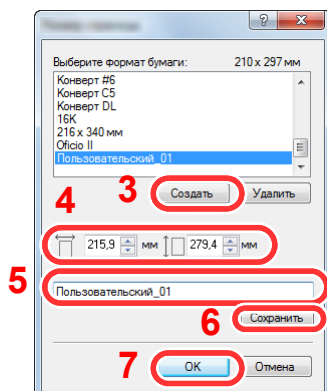 Выберите формат бумаги: 210 x 297 мм
Конверт #6
Конверт C5
Конверт DL
16K
216 x 340 мм
Oficio II
Пользовательский_01
3 Создать Удалить
4
215,9 мм 279,4 мм
5 Пользовательский_01
6 Сохранить
7 OK Отмена